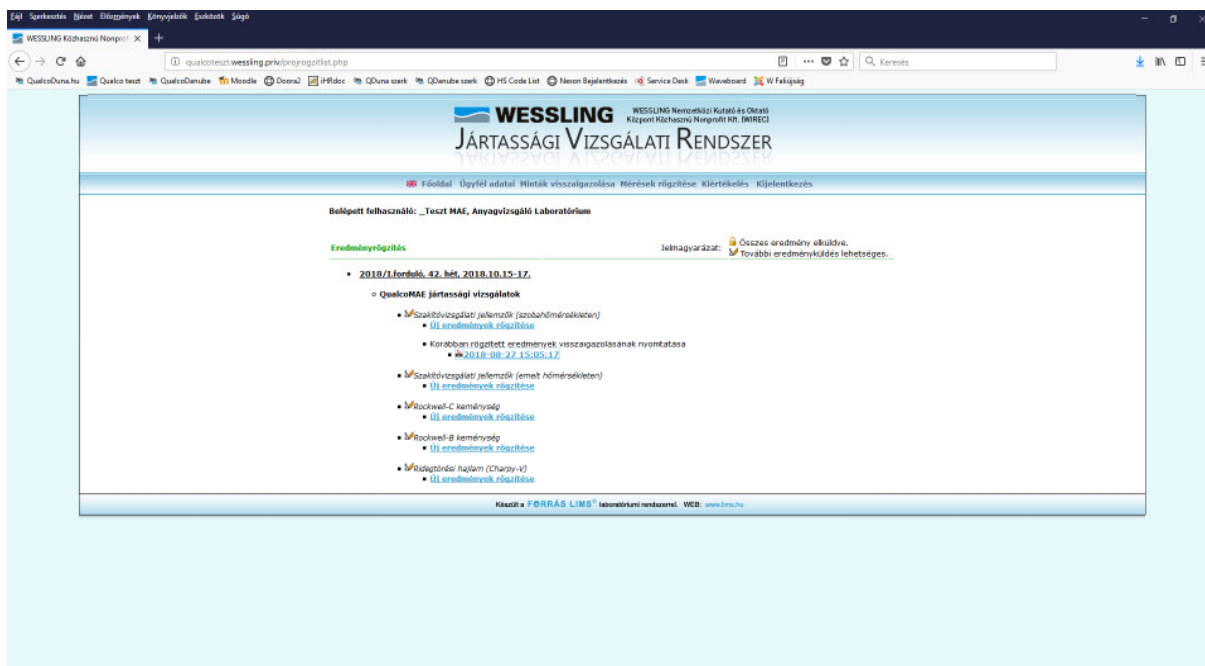 Fájl Szerkesztés Nézet Előzmények Könyvjelzők Eszközök Súgó
WESSLING Közhasznú Nonprofi
qualcoteszt.wessling.priv/projrogzitlist.php
Keresés
QualcoDuna.hu Qualco teszt QualcoDanube Moodle Doora2 iHRdoc QDuna szerk QDanube szerk HS Code List Nexon Bejelentkezés Service Desk Waveboard W Faliújság
WESSLING
WESSLING Nemzetközi Kutató és Oktató
Központ Közhasznú Nonprofit Kft. (WIREC)
JÁRTASSÁGI VIZSGÁLATI RENDSZER
Főoldal Ügyfél adatai Minták visszaigazolása Mérések rögzítése Kiértékelés Kijelentkezés
Belépett felhasználó: _Teszt MAE, Anyagvizsgáló Laboratórium
Eredményrögzítés
Jelmagyarázat:
Összes eredmény elküldve.
További eredményküldés lehetséges.
2018/I.forduló, 42. hét, 2018.10.15-17.
QualcoMAE jártassági vizsgálatok
Szakítóvizsgálati jellemzők (szobahőmérsékleten)
Új eredmények rögzítése
Korábban rögzített eredmények visszaigazolásának nyomtatása
2018-08-27 15:05:17
Szakítóvizsgálati jellemzők (emelt hőmérsékleten)
Új eredmények rögzítése
Rockwell-C keménység
Új eredmények rögzítése
Rockwell-B keménység
Új eredmények rögzítése
Ridegtörési hajlam (Charpy-V)
Új eredmények rögzítése
Készült a FORRÁS LIMS© laboratóriumi rendszerrel. WEB: www.lims.hu